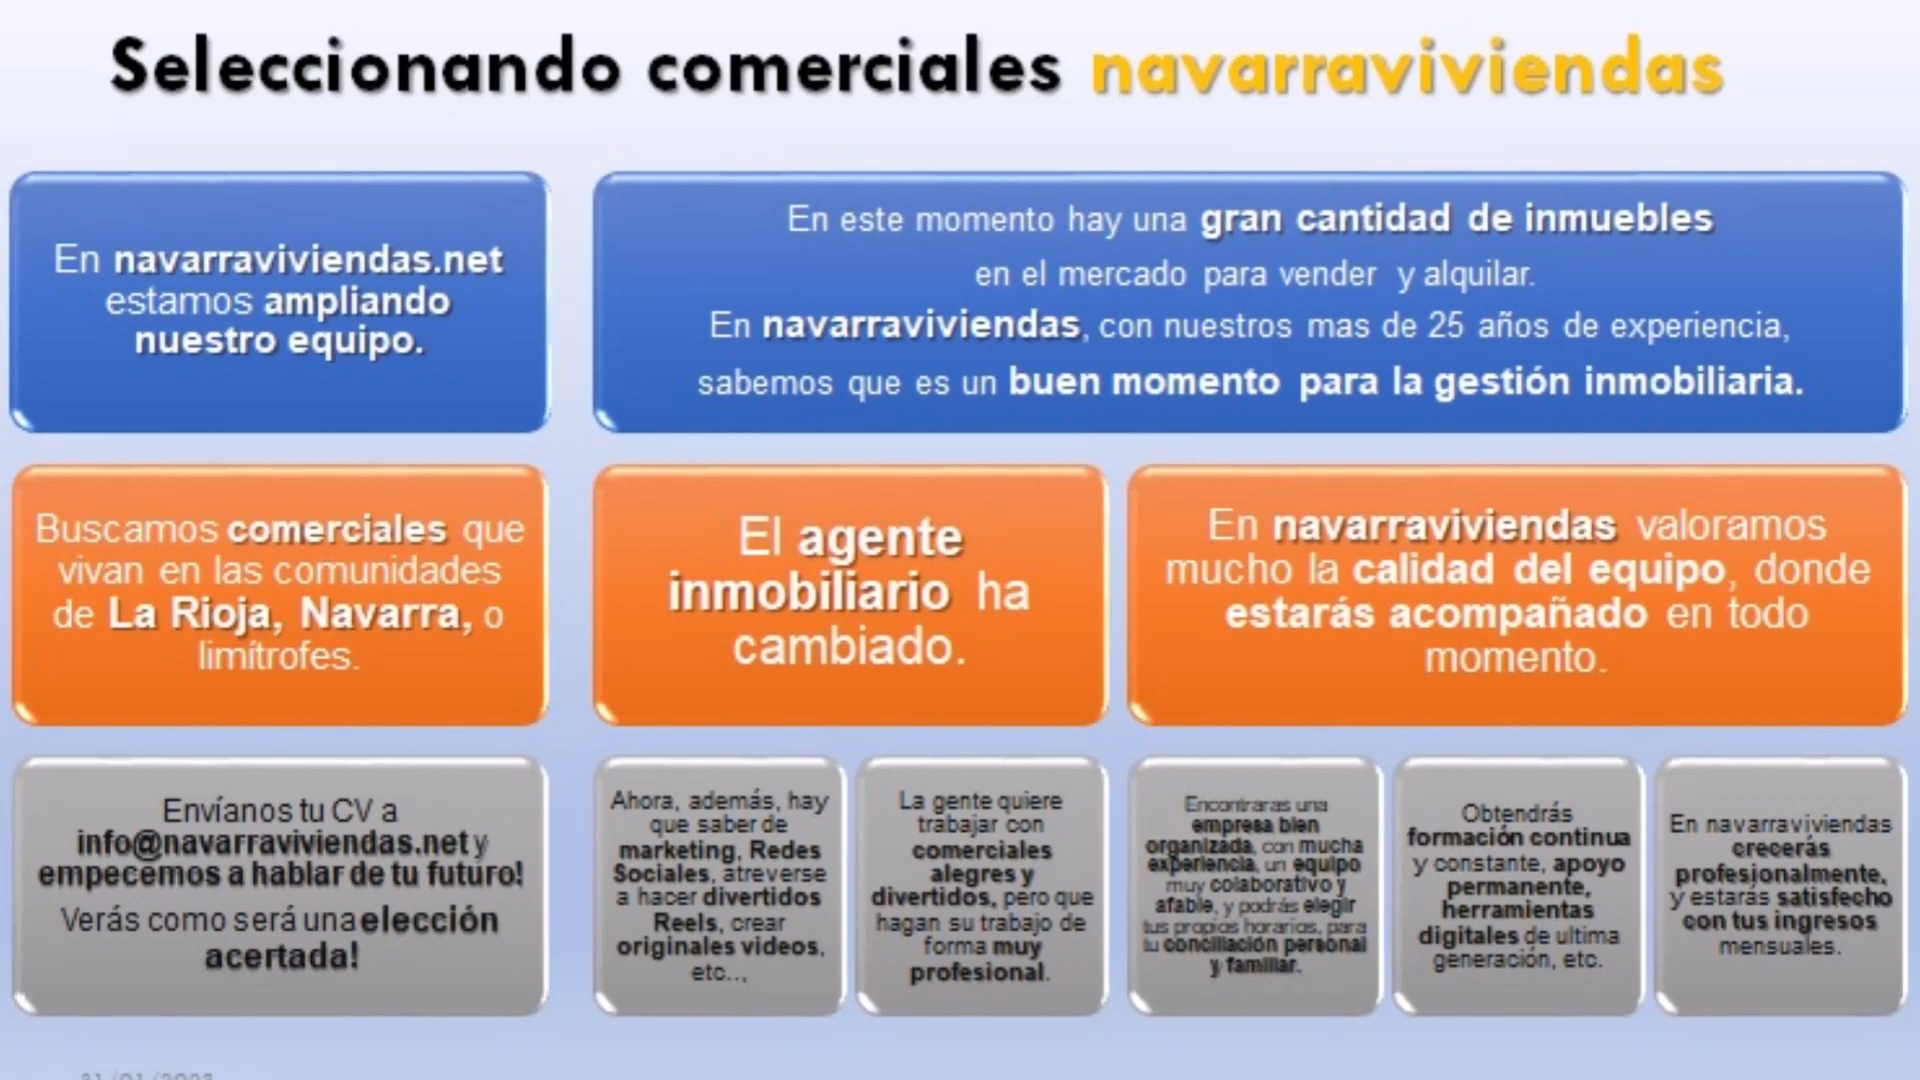 Seleccionando comerciales navarraviviendas
En navarraviviendas.net
estamos ampliando
nuestro equipo.
En este momento hay una gran cantidad de inmuebles
en el mercado para vender y alquilar.
En navarraviviendas, con nuestros mas de 25 años de experiencia,
sabemos que es un buen momento para la gestión inmobiliaria.
Buscamos comerciales que
vivan en las comunidades
de La Rioja, Navarra, o
limítrofes.
El agente
inmobiliario ha
cambiado.
En navarraviviendas valoramos
mucho la calidad del equipo, donde
estarás acompañado en todo
momento.
Envíanos tu CV a
info@navarraviviendas.net y
empecemos a hablar de tu futuro!
Verás como será una elección
acertada!
Ahora, además, hay
que saber de
marketing, Redes
Sociales, atreverse
a hacer divertidos
Reels, crear
originales videos,
etc..,
La gente quiere
trabajar con
comerciales
alegres y
divertidos, pero que
hagan su trabajo de
forma muy
profesional.
Encontraras una
empresa bien
organizada, con mucha
experiencia, un equipo
muy colaborativo y
afable, y podrás elegir
tus propios horarios, para
tu conciliación personal
y familiar.
Obtendrás
formación continua
y constante, apoyo
permanente,
herramientas
digitales de ultima
generación, etc.
En navarraviviendas
crecerás
profesionalmente,
y estarás satisfecho
con tus ingresos
mensuales.